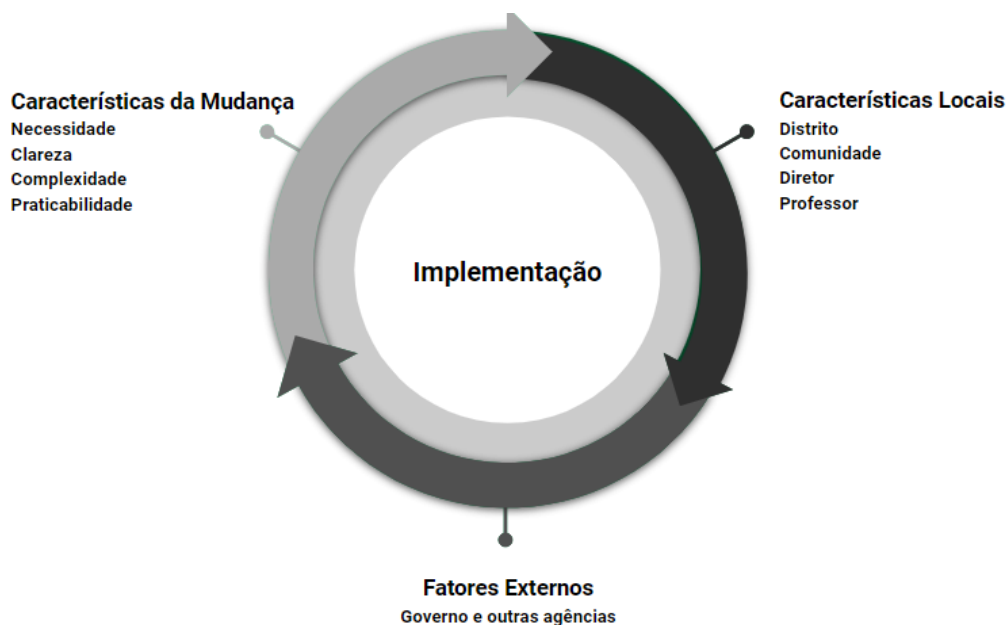 Características da Mudança
Necessidade
Clareza
Complexidade
Praticabilidade
Características Locais
Distrito
Comunidade
Diretor
Professor
Implementação
Fatores Externos
Governo e outras agências